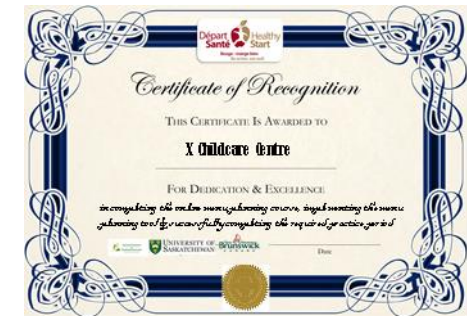 Départ Santé Healthy Start
Certificate of Recognition
THIS CERTIFICATE IS AWARDED TO
X Childcare Centre
FOR DEDICATION & EXCELLENCE
in completing the online menu planning course, implementing the menu
planning tool & successfully completing the required practice period
UNIVERSITY OF SASKATCHEWAN Brunswick
Date